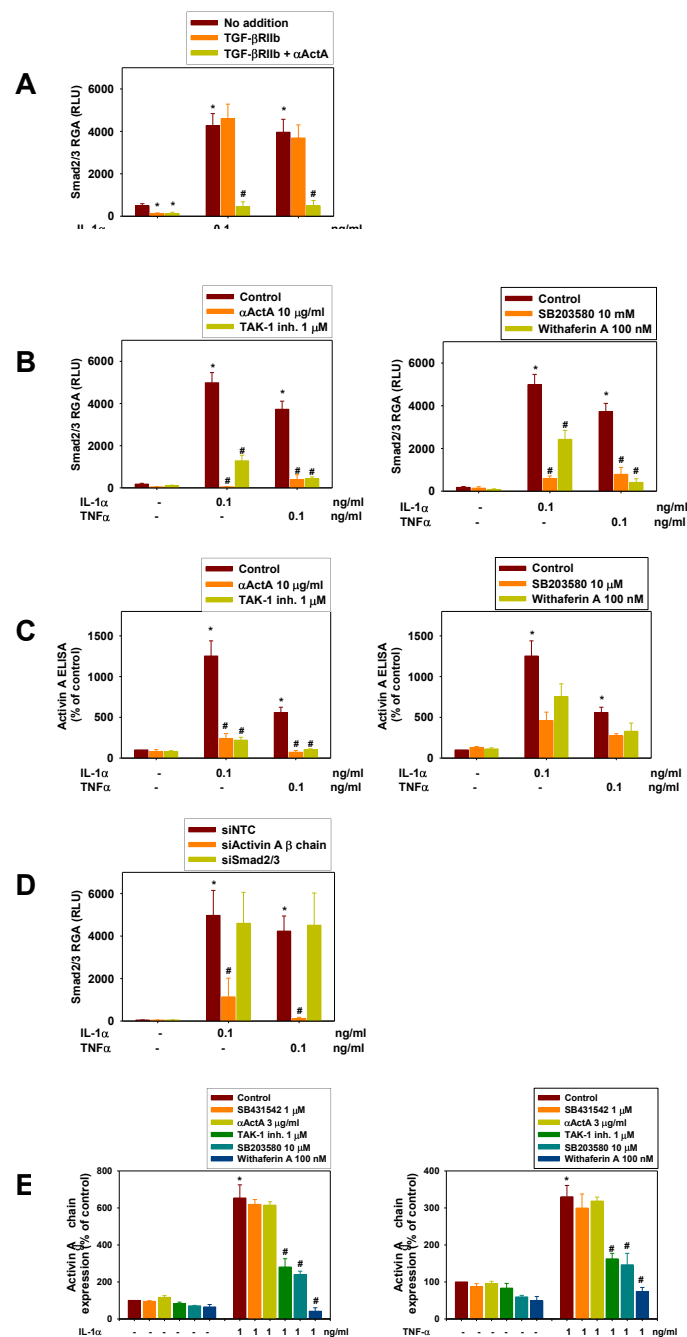 A
No addition
TGF-βRIIb
TGF-βRIIb + αActA
Smad2/3 RGA (RLU)
6000
4000
2000
0
* * * * # #
IL-1α 0.1 ng/ml
B
Control
αActA 10 μg/ml
TAK-1 inh. 1 μM
Smad2/3 RGA (RLU)
6000
4000
2000
0
* # # * # #
IL-1α - 0.1 ng/ml
TNFα - - 0.1 ng/ml
Control
SB203580 10 mM
Withaferin A 100 nM
Smad2/3 RGA (RLU)
6000
4000
2000
0
* # # * # #
IL-1α - 0.1 ng/ml
TNFα - - 0.1 ng/ml
C
Control
αActA 10 μg/ml
TAK-1 inh. 1 μM
Activin A ELISA
(% of control)
1500
1000
500
0
* # # * # #
IL-1α - 0.1 ng/ml
TNFα - - 0.1 ng/ml
Control
SB203580 10 μM
Withaferin A 100 nM
Activin A ELISA
(% of control)
1500
1000
500
0
* *
IL-1α - 0.1 ng/ml
TNFα - - 0.1 ng/ml
D
siNTC
siActivin A β chain
siSmad2/3
Smad2/3 RGA (RLU)
6000
4000
2000
0
* # * #
IL-1α - 0.1 ng/ml
TNFα - - 0.1 ng/ml
E
Control
SB431542 1 μM
αActA 3 μg/ml
TAK-1 inh. 1 μM
SB203580 10 μM
Withaferin A 100 nM
Activin A chain
expression (% of control)
800
600
400
200
0
* # # #
IL-1α - - - - - - 1 1 1 1 1 1 ng/ml
Control
SB431542 1 μM
αActA 3 μg/ml
TAK-1 inh. 1 μM
SB203580 10 μM
Withaferin A 100 nM
Activin A chain
expression (% of control)
400
300
200
100
0
* # # #
TNF-α - - - - - - 1 1 1 1 1 1 ng/ml